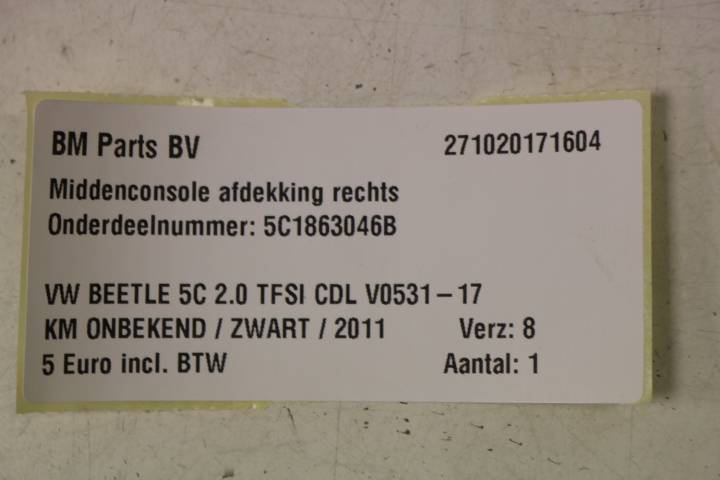 BM Parts BV 271020171604
Middenconsole afdekking rechts
Onderdeelnummer: 5C1863046B
VW BEETLE 5C 2.0 TFSI CDL V0531-17
KM ONBEKEND / ZWART / 2011 Verz: 8
5 Euro incl. BTW Aantal: 1